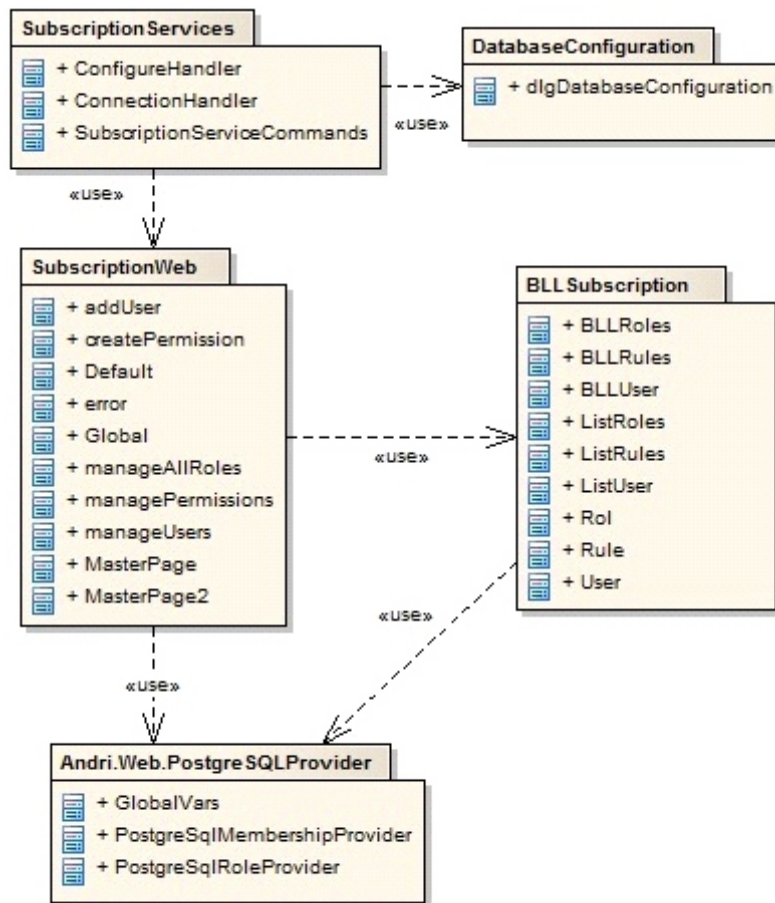 SubscriptionServices
+ ConfigureHandler
+ ConnectionHandler
+ SubscriptionServiceCommands
DatabaseConfiguration
+ dlgDatabaseConfiguration
«use»
«use»
SubscriptionWeb
+ addUser
+ createPermission
+ Default
+ error
+ Global
+ manageAllRoles
+ managePermissions
+ manageUsers
+ MasterPage
+ MasterPage2
«use»
BLLSubscription
+ BLLRoles
+ BLLRules
+ BLLUser
+ ListRoles
+ ListRules
+ ListUser
+ Rol
+ Rule
+ User
«use»
«use»
Andri.Web.PostgreSQLProvider
+ GlobalVars
+ PostgreSqlMembershipProvider
+ PostgreSqlRoleProvider